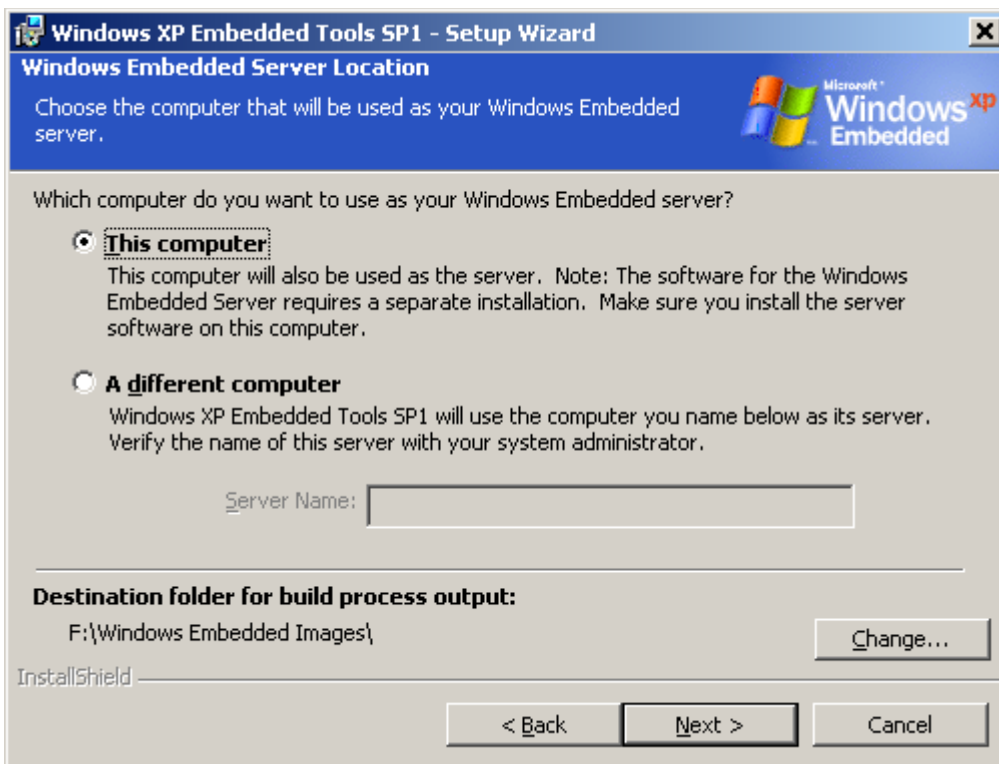 Windows XP Embedded Tools SP1 - Setup Wizard
Windows Embedded Server Location
Choose the computer that will be used as your Windows Embedded
server.
Microsoft
Windows xp
Embedded
Which computer do you want to use as your Windows Embedded server?
This computer
This computer will also be used as the server. Note: The software for the Windows
Embedded Server requires a separate installation. Make sure you install the server
software on this computer.
A different computer
Windows XP Embedded Tools SP1 will use the computer you name below as its server.
Verify the name of this server with your system administrator.
Server Name:
Destination folder for build process output:
F:\Windows Embedded Images\
Change...
InstallShield
< Back
Next >
Cancel